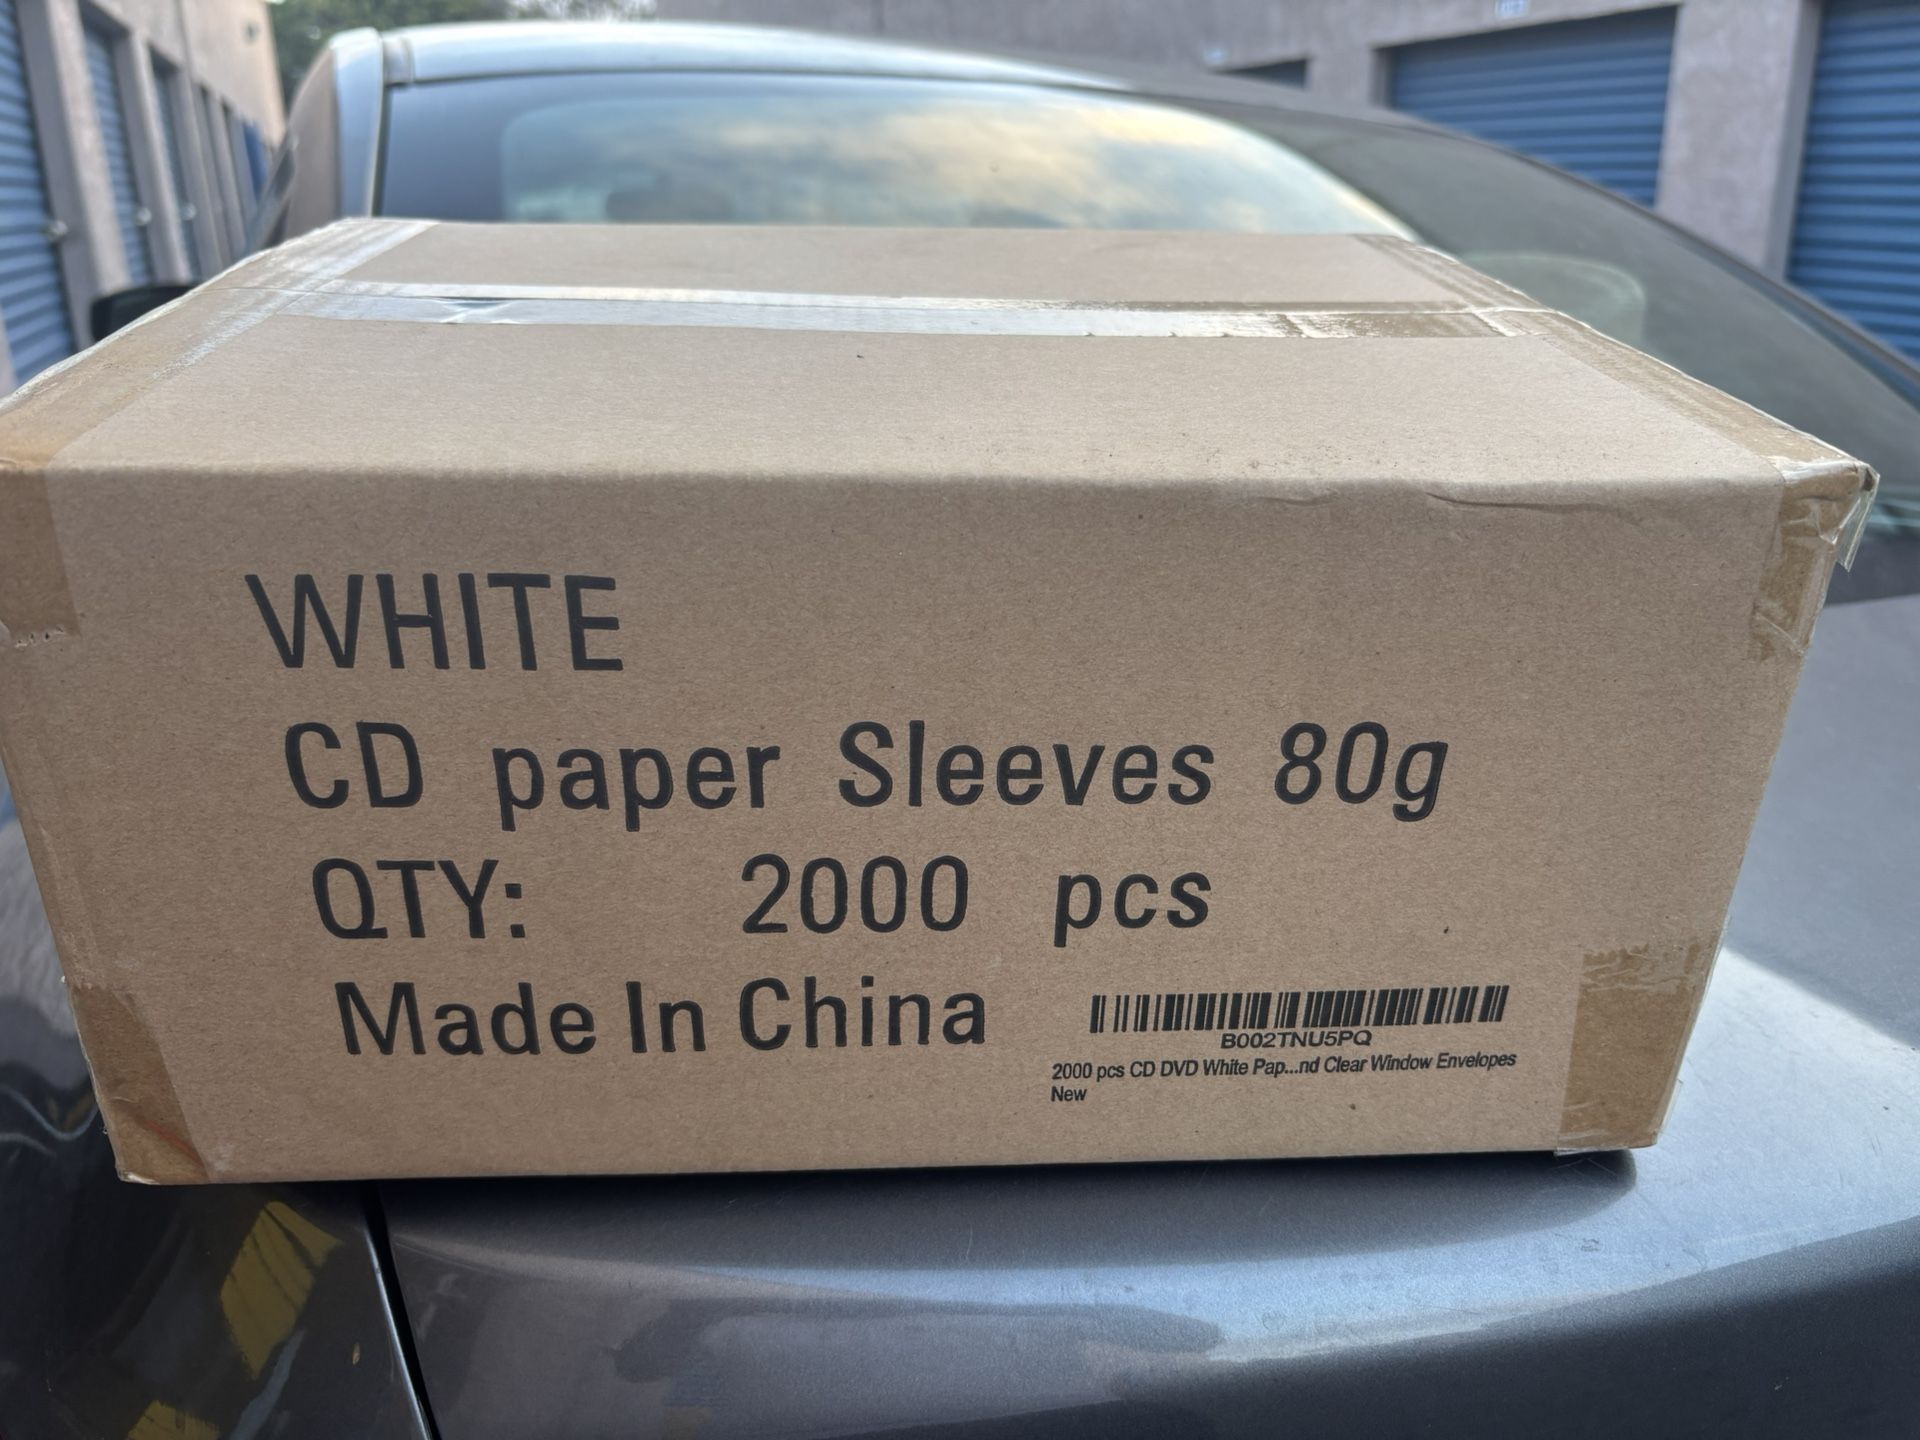 WHITE
CD paper Sleeves 80g
QTY: 2000 pcs
Made In China
B002TNU5PQ
2000 pcs CD DVD White Pap...nd Clear Window Envelopes
New